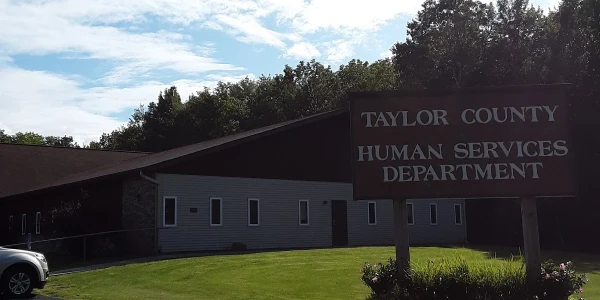 TAYLOR COUNTY
HUMAN SERVICES
DEPARTMENT